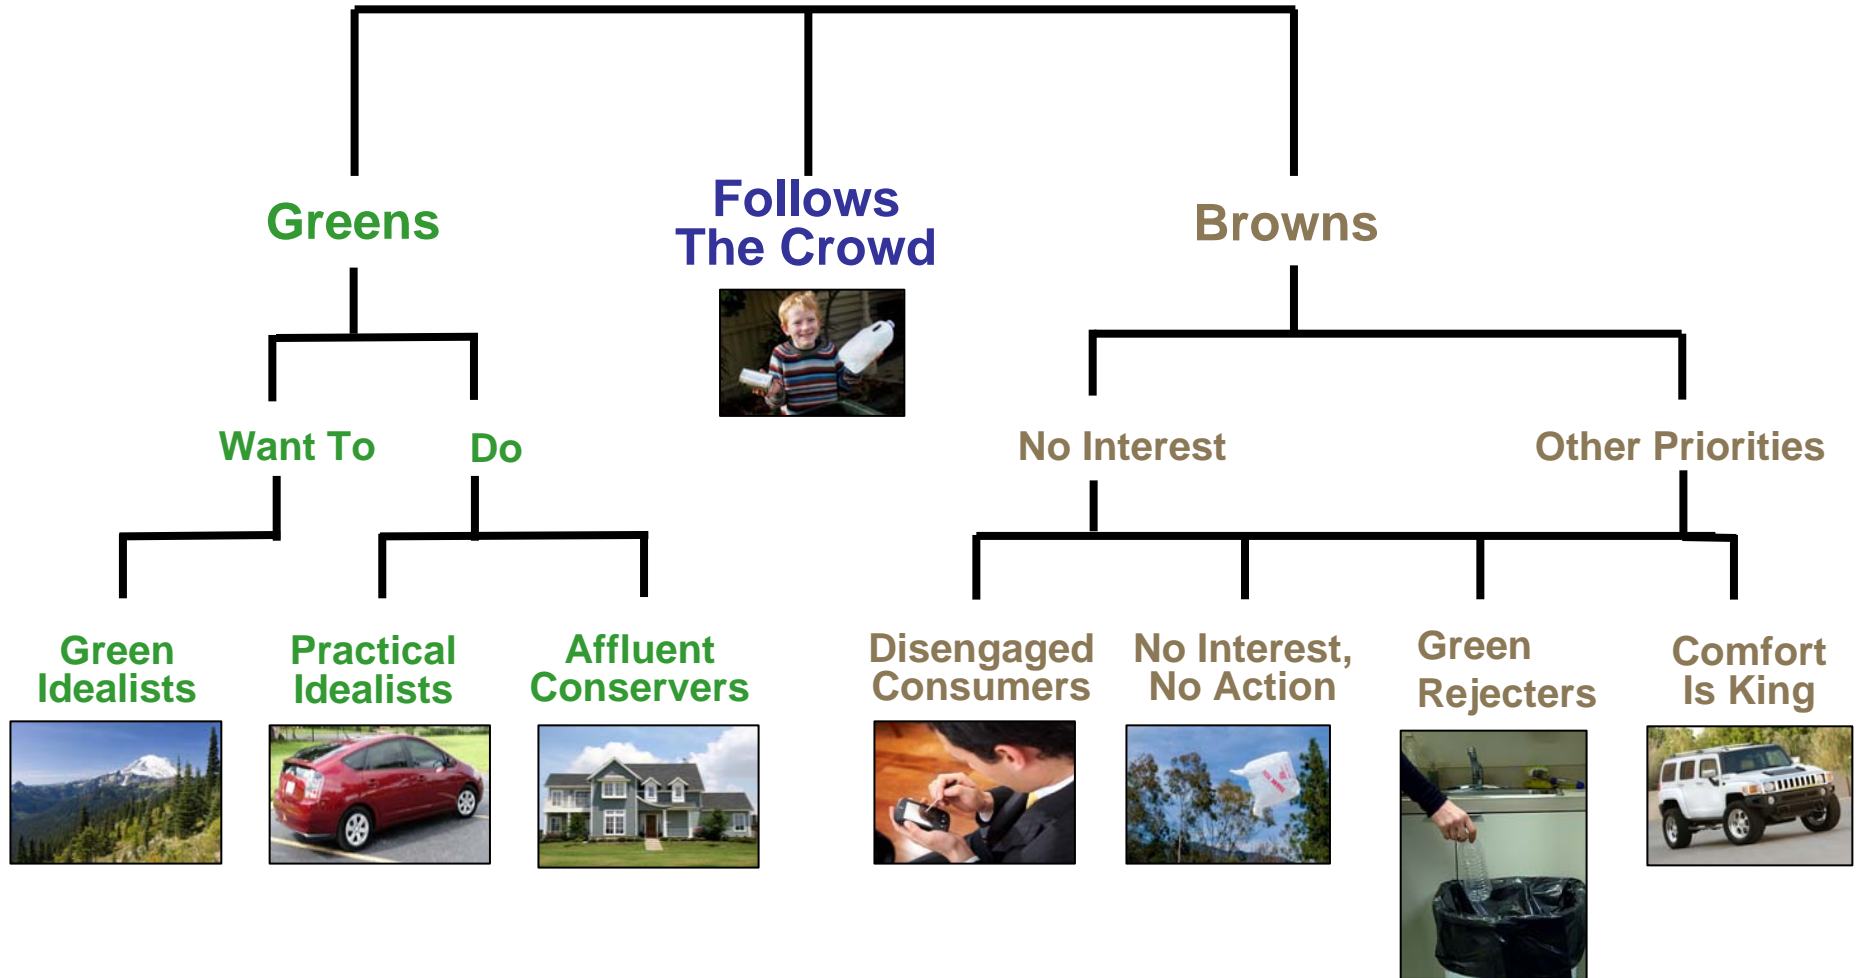 Greens
Follows
The Crowd
Browns
Want To
Do
No Interest
Other Priorities
Green
Idealists
Practical
Idealists
Affluent
Conservers
Disengaged
Consumers
No Interest,
No Action
Green
Rejecters
Comfort
Is King